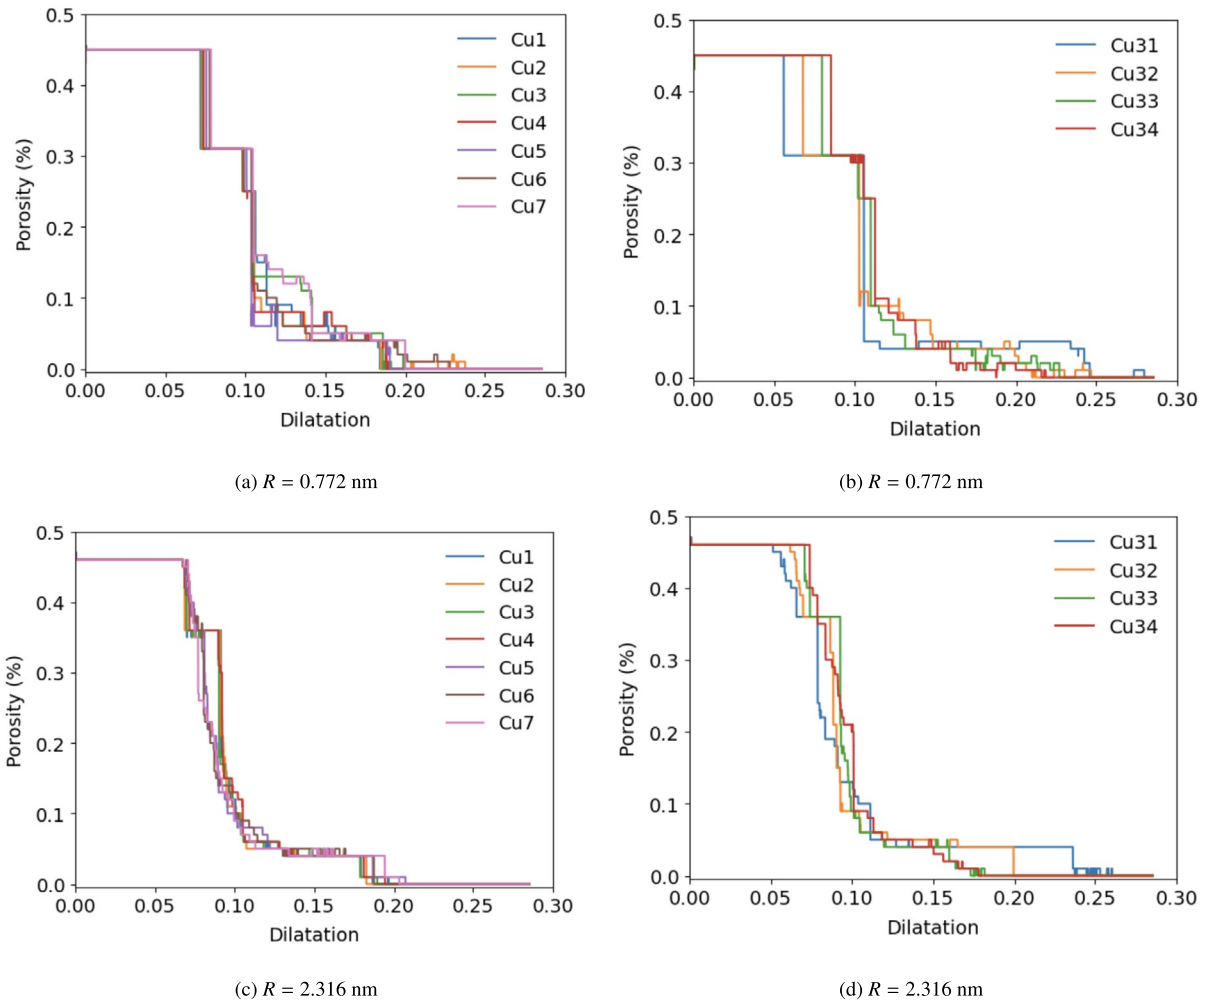 0.5
0.4
0.3
0.2
0.1
0.0
Porosity (%)
0.00 0.05 0.10 0.15 0.20 0.25 0.30
Dilatation
Cu1
Cu2
Cu3
Cu4
Cu5
Cu6
Cu7
(a) R = 0.772 nm
0.5
0.4
0.3
0.2
0.1
0.0
Porosity (%)
0.00 0.05 0.10 0.15 0.20 0.25 0.30
Dilatation
Cu31
Cu32
Cu33
Cu34
(b) R = 0.772 nm
0.5
0.4
0.3
0.2
0.1
0.0
Porosity (%)
0.00 0.05 0.10 0.15 0.20 0.25 0.30
Dilatation
Cu1
Cu2
Cu3
Cu4
Cu5
Cu6
Cu7
(c) R = 2.316 nm
0.5
0.4
0.3
0.2
0.1
0.0
Porosity (%)
0.00 0.05 0.10 0.15 0.20 0.25 0.30
Dilatation
Cu31
Cu32
Cu33
Cu34
(d) R = 2.316 nm